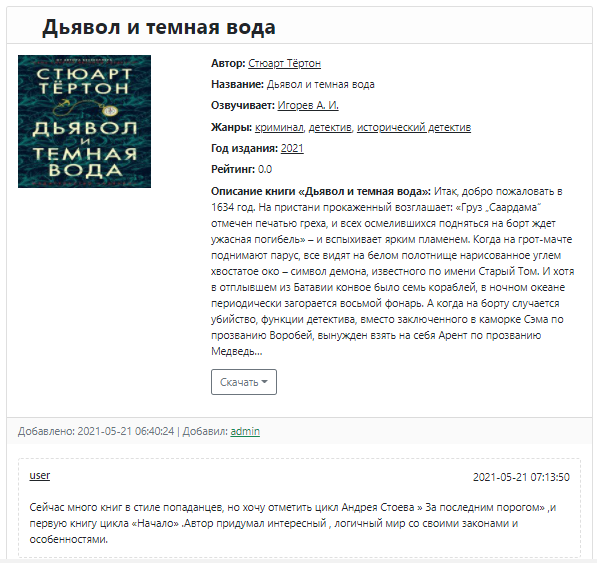 Дьявол и темная вода
СТЮАРТ
ТЁРТОН
ДЬЯВОЛ
И
ТЕМНАЯ
ВОДА
Автор: Стюарт Тёртон
Название: Дьявол и темная вода
Озвучивает: Игорев А. И.
Жанры: криминал, детектив, исторический детектив
Год издания: 2021
Рейтинг: 0.0
Описание книги «Дьявол и темная вода»: Итак, добро пожаловать в
1634 год. На пристани прокаженный возглашает: «Груз „Саардама“
отмечен печатью греха, и всех осмелившихся подняться на борт ждет
ужасная погибель» – и вспыхивает ярким пламенем. Когда на грот-мачте
поднимают парус, все видят на белом полотнище нарисованное углем
хвостатое око – символ демона, известного по имени Старый Том. И хотя
в отплывшем из Батавии конвое было семь кораблей, в ночном океане
периодически загорается восьмой фонарь. А когда на борту случается
убийство, функции детектива, вместо заключенного в каморке Сэма по
прозванию Воробей, вынужден взять на себя Арент по прозванию
Медведь…
Скачать
Добавлено: 2021-05-21 06:40:24 | Добавил: admin
user 2021-05-21 07:13:50
Сейчас много книг в стиле попаданцев, но хочу отметить цикл Андрея Стоева » За последним порогом» ,и
первую книгу цикла «Начало» .Автор придумал интересный , логичный мир со своими законами и
особенностями.